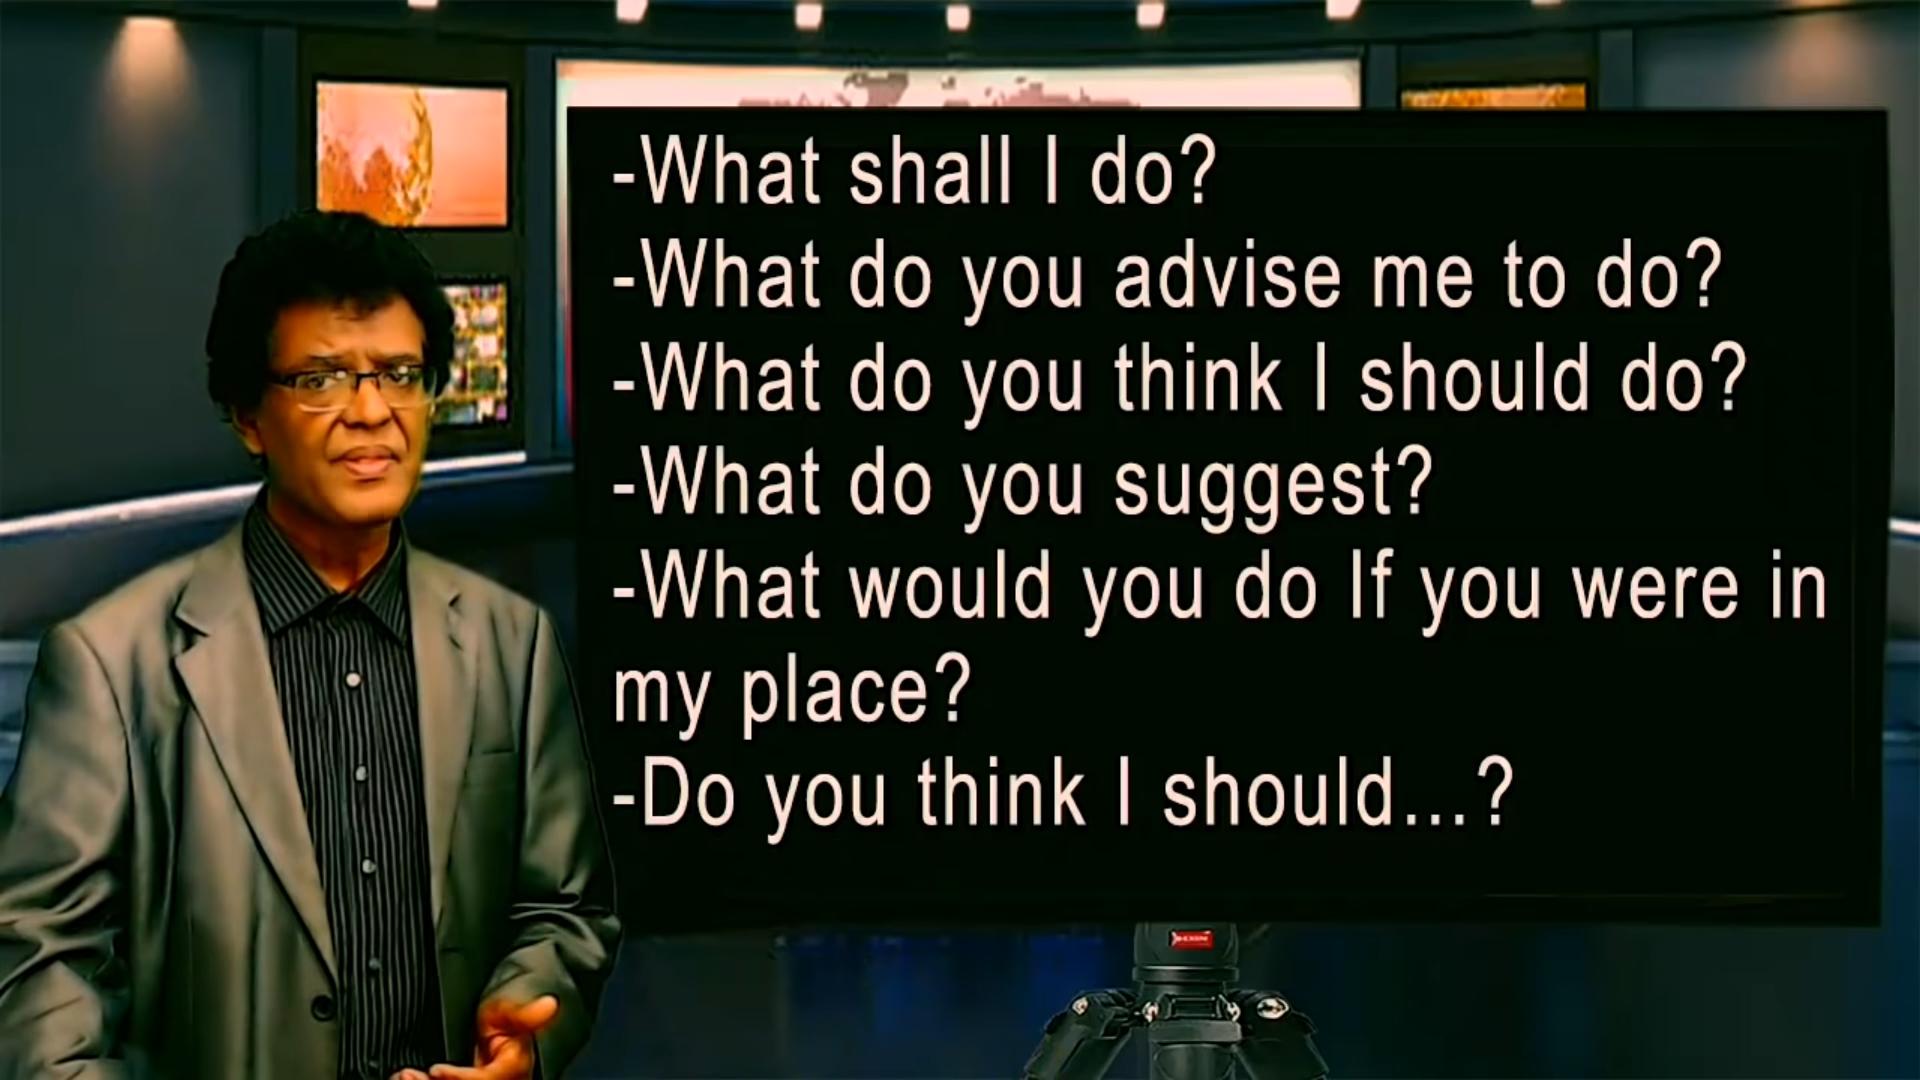 -What shall I do?
-What do you advise me to do?
-What do you think I should do?
-What do you suggest?
-What would you do If you were in
my place?
-Do you think I should...?